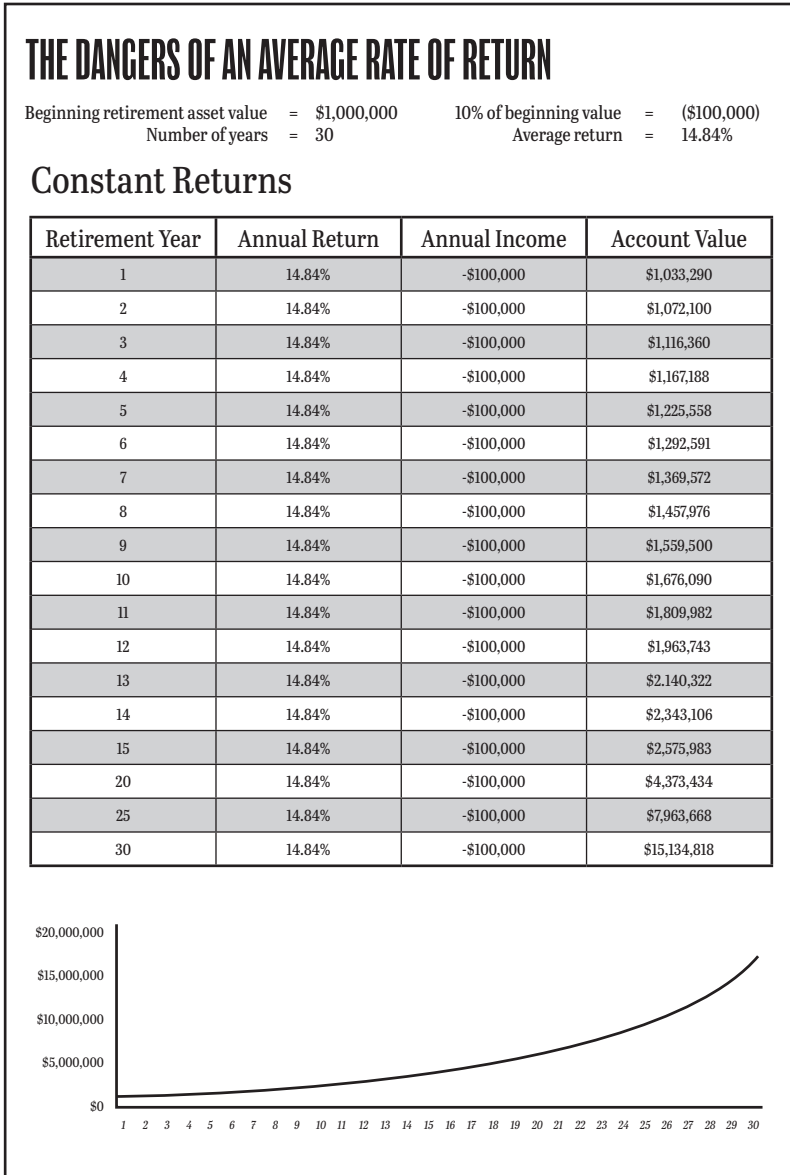 THE DANGERS OF AN AVERAGE RATE OF RETURN
Beginning retirement asset value = $1,000,000 10% of beginning value = ($100,000)
Number of years = 30 Average return = 14.84%
Constant Returns
Retirement Year Annual Return Annual Income Account Value
1 14.84% -$100,000 $1,033,290
2 14.84% -$100,000 $1,072,100
3 14.84% -$100,000 $1,116,360
4 14.84% -$100,000 $1,167,188
5 14.84% -$100,000 $1,225,558
6 14.84% -$100,000 $1,292,591
7 14.84% -$100,000 $1,369,572
8 14.84% -$100,000 $1,457,976
9 14.84% -$100,000 $1,559,500
10 14.84% -$100,000 $1,676,090
11 14.84% -$100,000 $1,809,982
12 14.84% -$100,000 $1,963,743
13 14.84% -$100,000 $2.140,322
14 14.84% -$100,000 $2,343,106
15 14.84% -$100,000 $2,575,983
20 14.84% -$100,000 $4,373,434
25 14.84% -$100,000 $7,963,668
30 14.84% -$100,000 $15,134,818
$20,000,000
$15,000,000
$10,000,000
$5,000,000
$0
1 2 3 4 5 6 7 8 9 10 11 12 13 14 15 16 17 18 19 20 21 22 23 24 25 26 27 28 29 30